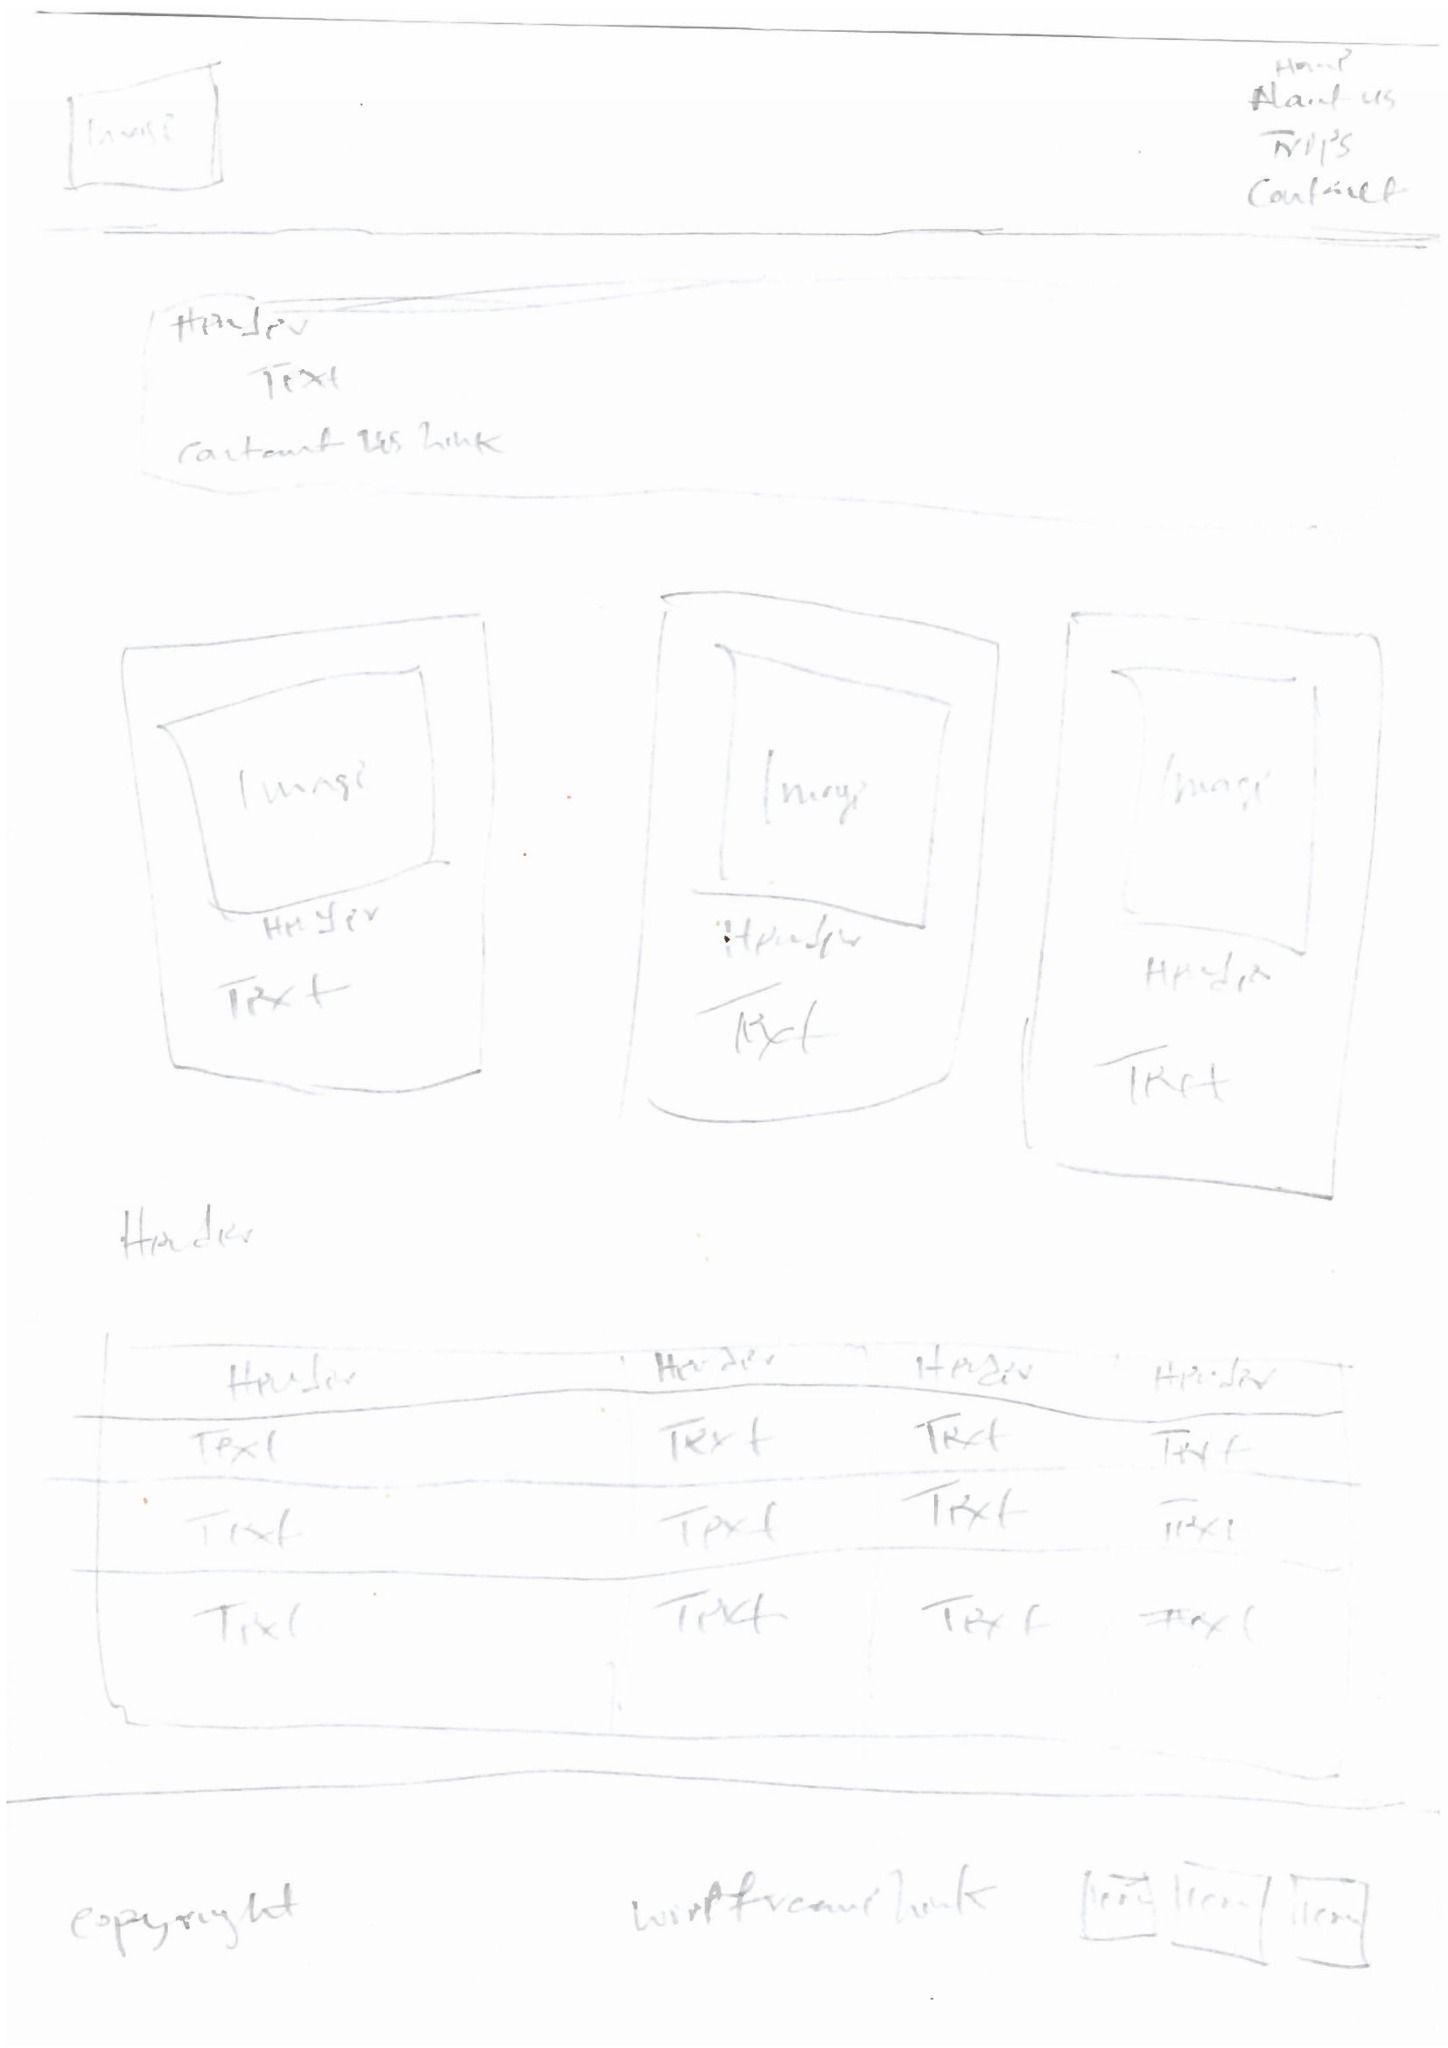 Image
Home
About us
Trips
Contact
Header
Text
Contact us link
Image
Header
Text
Image
Header
Text
Image
Header
Text
Header
Header Header Header Header
Text Text Text Text
Text Text Text Text
Text Text Text Text
copyright wireframe link Icon Icon Icon